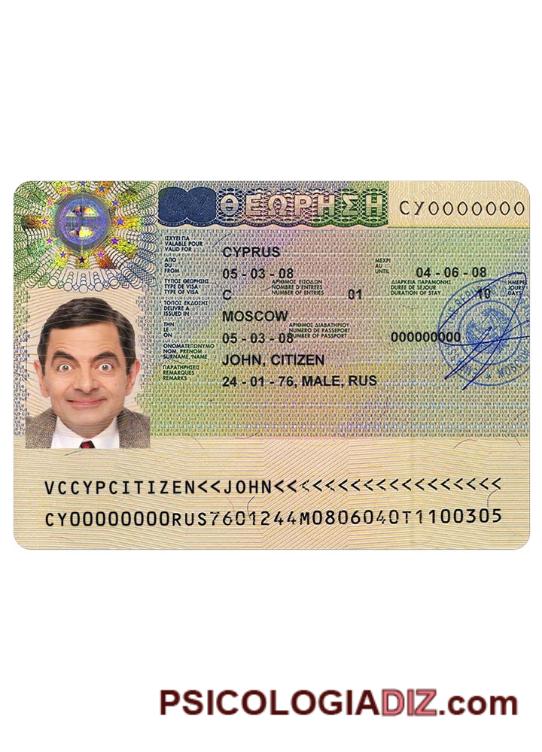 ΘΕΩΡΗΣΗ CY0000000
ΙΣΧΥΕΙ ΓΙΑ
VALABLE POUR
VALID FOR
CYPRUS
ΑΠΟ
DU
FROM
05-03-08
ΜΕΧΡΙ
AU
UNTIL
04-06-08
ΤΥΠΟΣ ΘΕΩΡΗΣΗΣ
TYPE DE VISA
TYPE OF VISA
C
ΑΡΙΘΜΟΣ ΕΙΣΟΔΩΝ
NOMBRE D'ENTREES
NUMBER OF ENTRIES
01
ΔΙΑΡΚΕΙΑ ΠΑΡΑΜΟΝΗΣ
DUREE DE SEJOUR
DURATION OF STAY
10
DAYS
ΤΟΠΟΣ ΕΚΔΟΣΗΣ
DELIVRE A
ISSUED IN
MOSCOW
ΤΗΝ
LE
ON
05-03-08
ΑΡΙΘΜΟΣ ΔΙΑΒΑΤΗΡΙΟΥ
NUMERO DE PASSEPORT
NUMBER OF PASSPORT
000000000
ΟΝΟΜΑΤΕΠΩΝΥΜΟ
NOM, PRENOM
SURNAME, NAME
JOHN, CITIZEN
ΠΑΡΑΤΗΡΗΣΕΙΣ
REMARQUES
REMARKS
24-01-76, MALE, RUS
VCCYPCITIZEN<<JOHN<<<<<<<<<<<<<<<<<<
CY00000000RUS7601244M0806040T1100305
PSICOLOGIADIZ.com